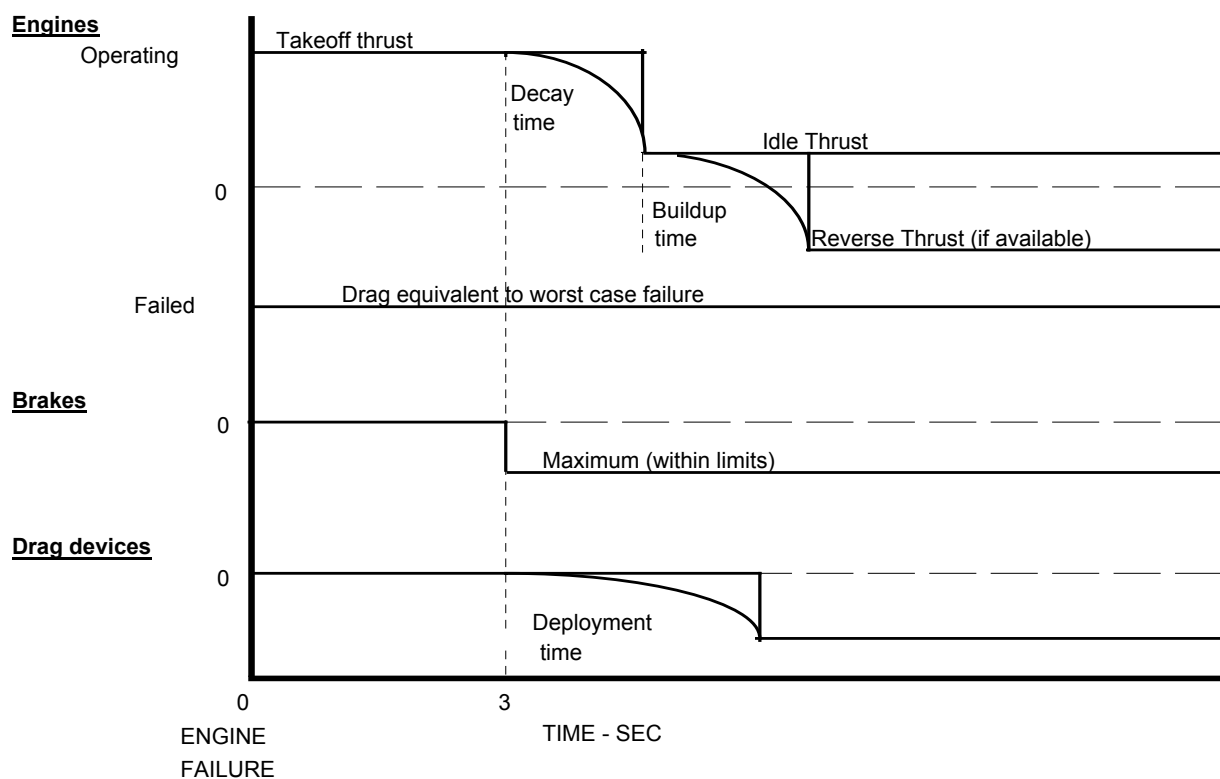 Engines
Takeoff thrust
Operating
Decay
time
Idle Thrust
0
Buildup
time
Reverse Thrust (if available)
Drag equivalent to worst case failure
Failed
Brakes
0
Maximum (within limits)
Drag devices
0
Deployment
time
0
3
TIME - SEC
ENGINE
FAILURE